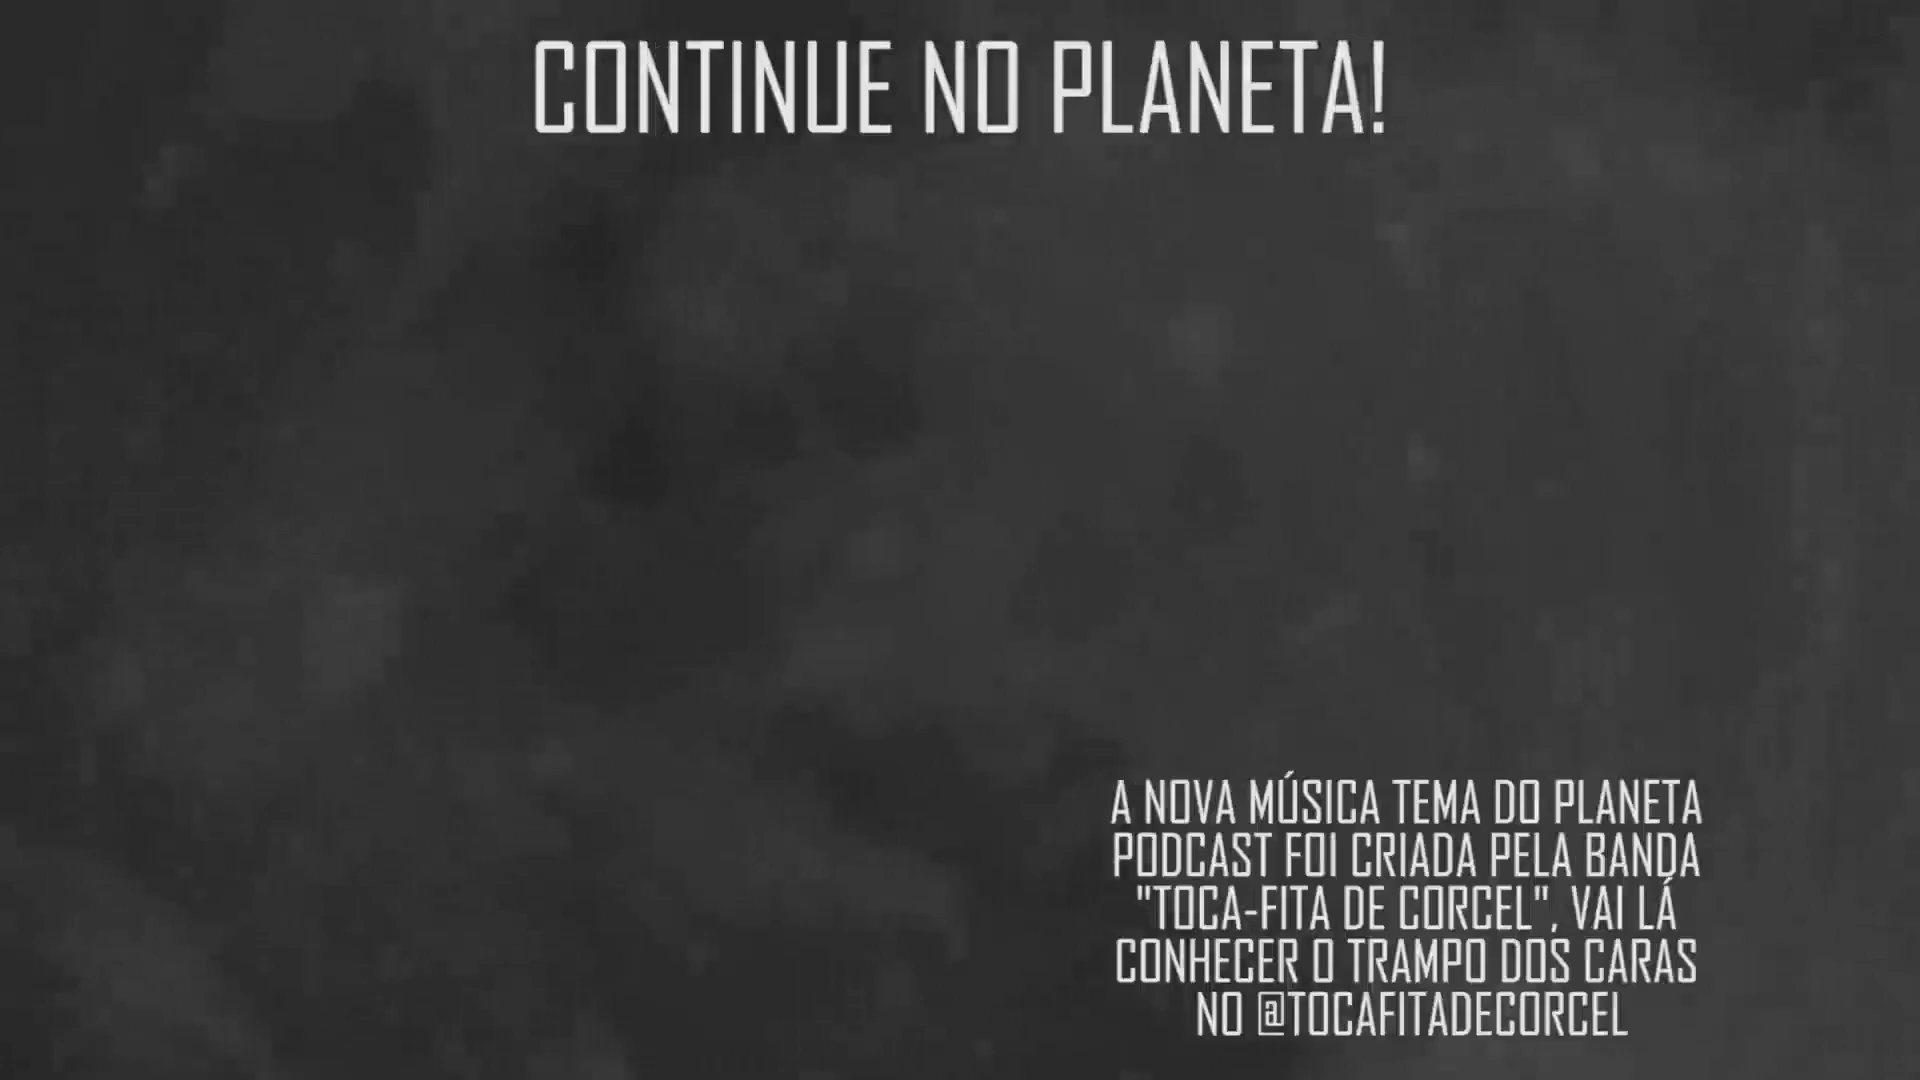 CONTINUE NO PLANETA!
A NOVA MÚSICA TEMA DO PLANETA
PODCAST FOI CRIADA PELA BANDA
"TOCA-FITA DE CORCEL", VAI LÁ
CONHECER O TRAMPO DOS CARAS
NO @TOCAFITADECORCEL